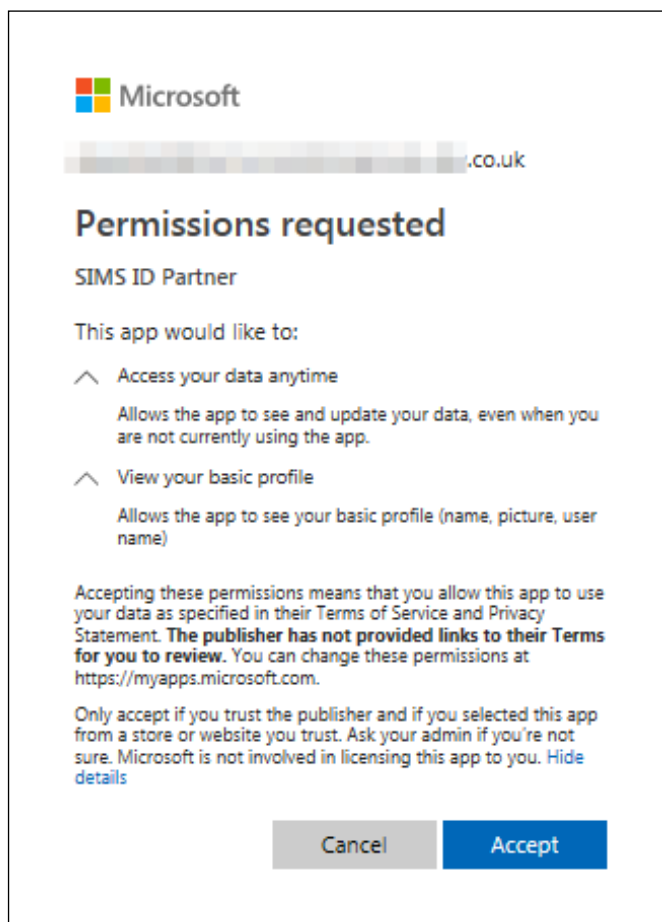 Microsoft
.co.uk
Permissions requested
SIMS ID Partner
This app would like to:
Access your data anytime
Allows the app to see and update your data, even when you
are not currently using the app.
View your basic profile
Allows the app to see your basic profile (name, picture, user
name)
Accepting these permissions means that you allow this app to use
your data as specified in their Terms of Service and Privacy
Statement. The publisher has not provided links to their Terms
for you to review. You can change these permissions at
https://myapps.microsoft.com.
Only accept if you trust the publisher and if you selected this app
from a store or website you trust. Ask your admin if you're not
sure. Microsoft is not involved in licensing this app to you. Hide
details
Cancel Accept